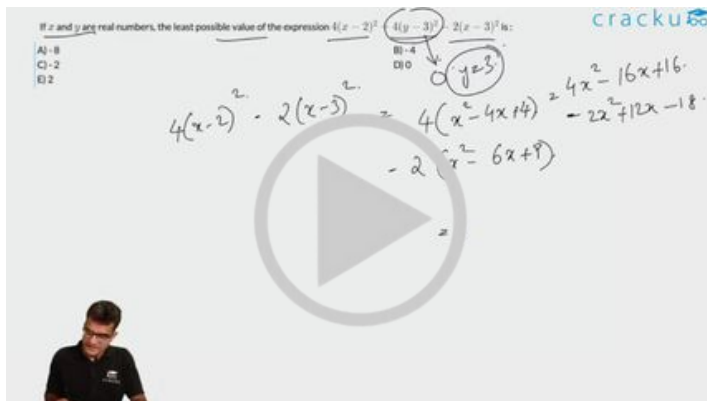 cracku
If x and y are real numbers, the least possible value of the expression 4(x − 2)² + 4(y − 3)² − 2(x − 3)² is :
A) - 8
B) - 4
C) - 2
D) 0
E) 2
0 y=3
4(x-2)² - 2(x-3)² = 4(x²-4x+4) = 4x²-16x+16
- 2(x²- 6x+9) - 2x²+12x-18
=